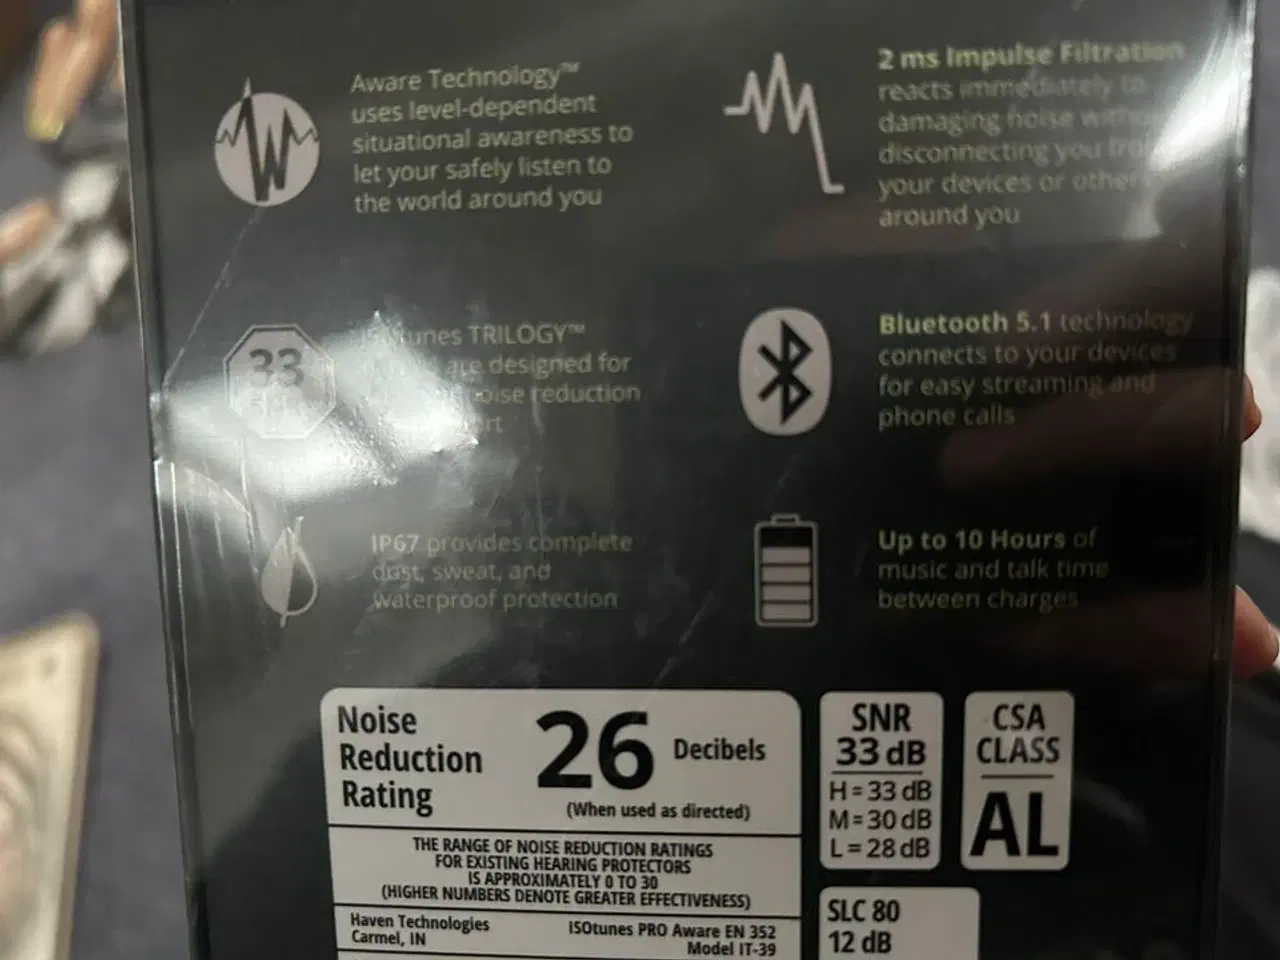 Aware Technology™
uses level-dependent
situational awareness to
let your safely listen to
the world around you
2 ms Impulse Filtration
reacts immediately to
damaging noise
disconnecting you
your devices or
around you
33
TRILOGY™
are designed for
noise reduction
Bluetooth 5.1 technology
connects to your devices
for easy streaming and
phone calls
IP67 provides complete
dust, sweat, and
waterproof protection
Up to 10 Hours of
music and talk time
between charges
Noise
Reduction
Rating
26
Decibels
(When used as directed)
THE RANGE OF NOISE REDUCTION RATINGS
FOR EXISTING HEARING PROTECTORS
IS APPROXIMATELY 0 TO 30
(HIGHER NUMBERS DENOTE GREATER EFFECTIVENESS)
Haven Technologies
Carmel, IN
ISOtunes PRO Aware EN 352
Model IT-39
SNR
33 dB
H = 33 dB
M = 30 dB
L = 28 dB
CSA
CLASS
AL
SLC 80
12 dB